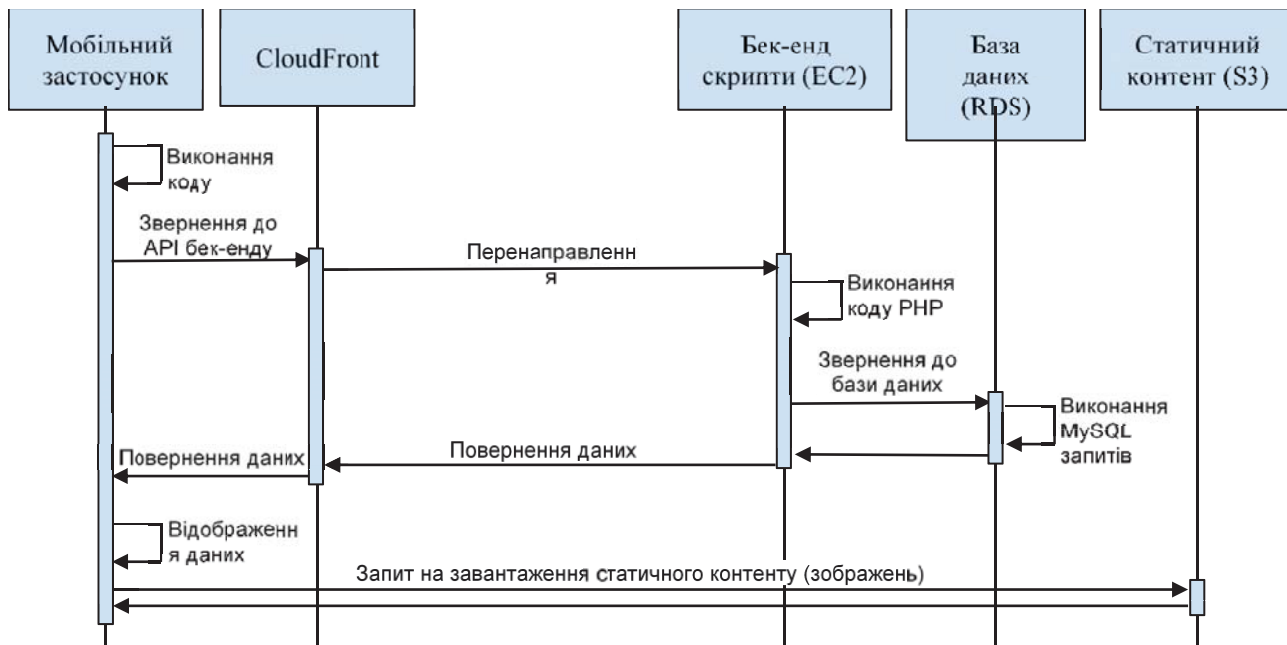 Мобільний
застосунок
CloudFront
Бек-енд
скрипти (EC2)
База
даних
(RDS)
Статичний
контент (S3)
Виконання
коду
Звернення до
API бек-енду
Перенаправленн
я
Виконання
коду PHP
Звернення до
бази даних
Виконання
MySQL
запитів
Повернення даних
Повернення даних
Відображенн
я даних
Запит на завантаження статичного контенту (зображень)